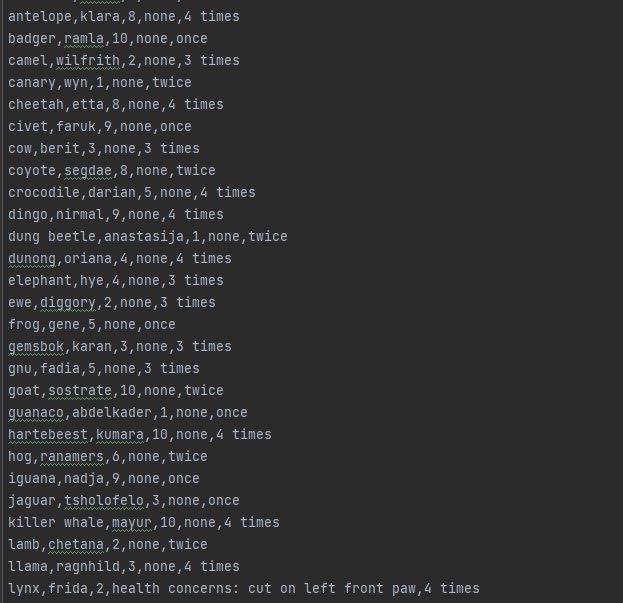 antelope,klara,8,none,4 times
badger,ramla,10,none,once
camel,wilfrith,2,none,3 times
canary,wyn,1,none,twice
cheetah,etta,8,none,4 times
civet,faruk,9,none,once
cow,berit,3,none,3 times
coyote,segdae,8,none,twice
crocodile,darian,5,none,4 times
dingo,nirmal,9,none,4 times
dung beetle,anastasija,1,none,twice
dunong,oriana,4,none,4 times
elephant,hye,4,none,3 times
ewe,diggory,2,none,3 times
frog,gene,5,none,once
gemsbok,karan,3,none,3 times
gnu,fadia,5,none,3 times
goat,sostrate,10,none,twice
guanaco,abdelkader,1,none,once
hartebeest,kumara,10,none,4 times
hog,ranamers,6,none,twice
iguana,nadja,9,none,once
jaguar,tsholofelo,3,none,once
killer whale,mayur,10,none,4 times
lamb,chetana,2,none,twice
llama,ragnhild,3,none,4 times
lynx,frida,2,health concerns: cut on left front paw,4 times